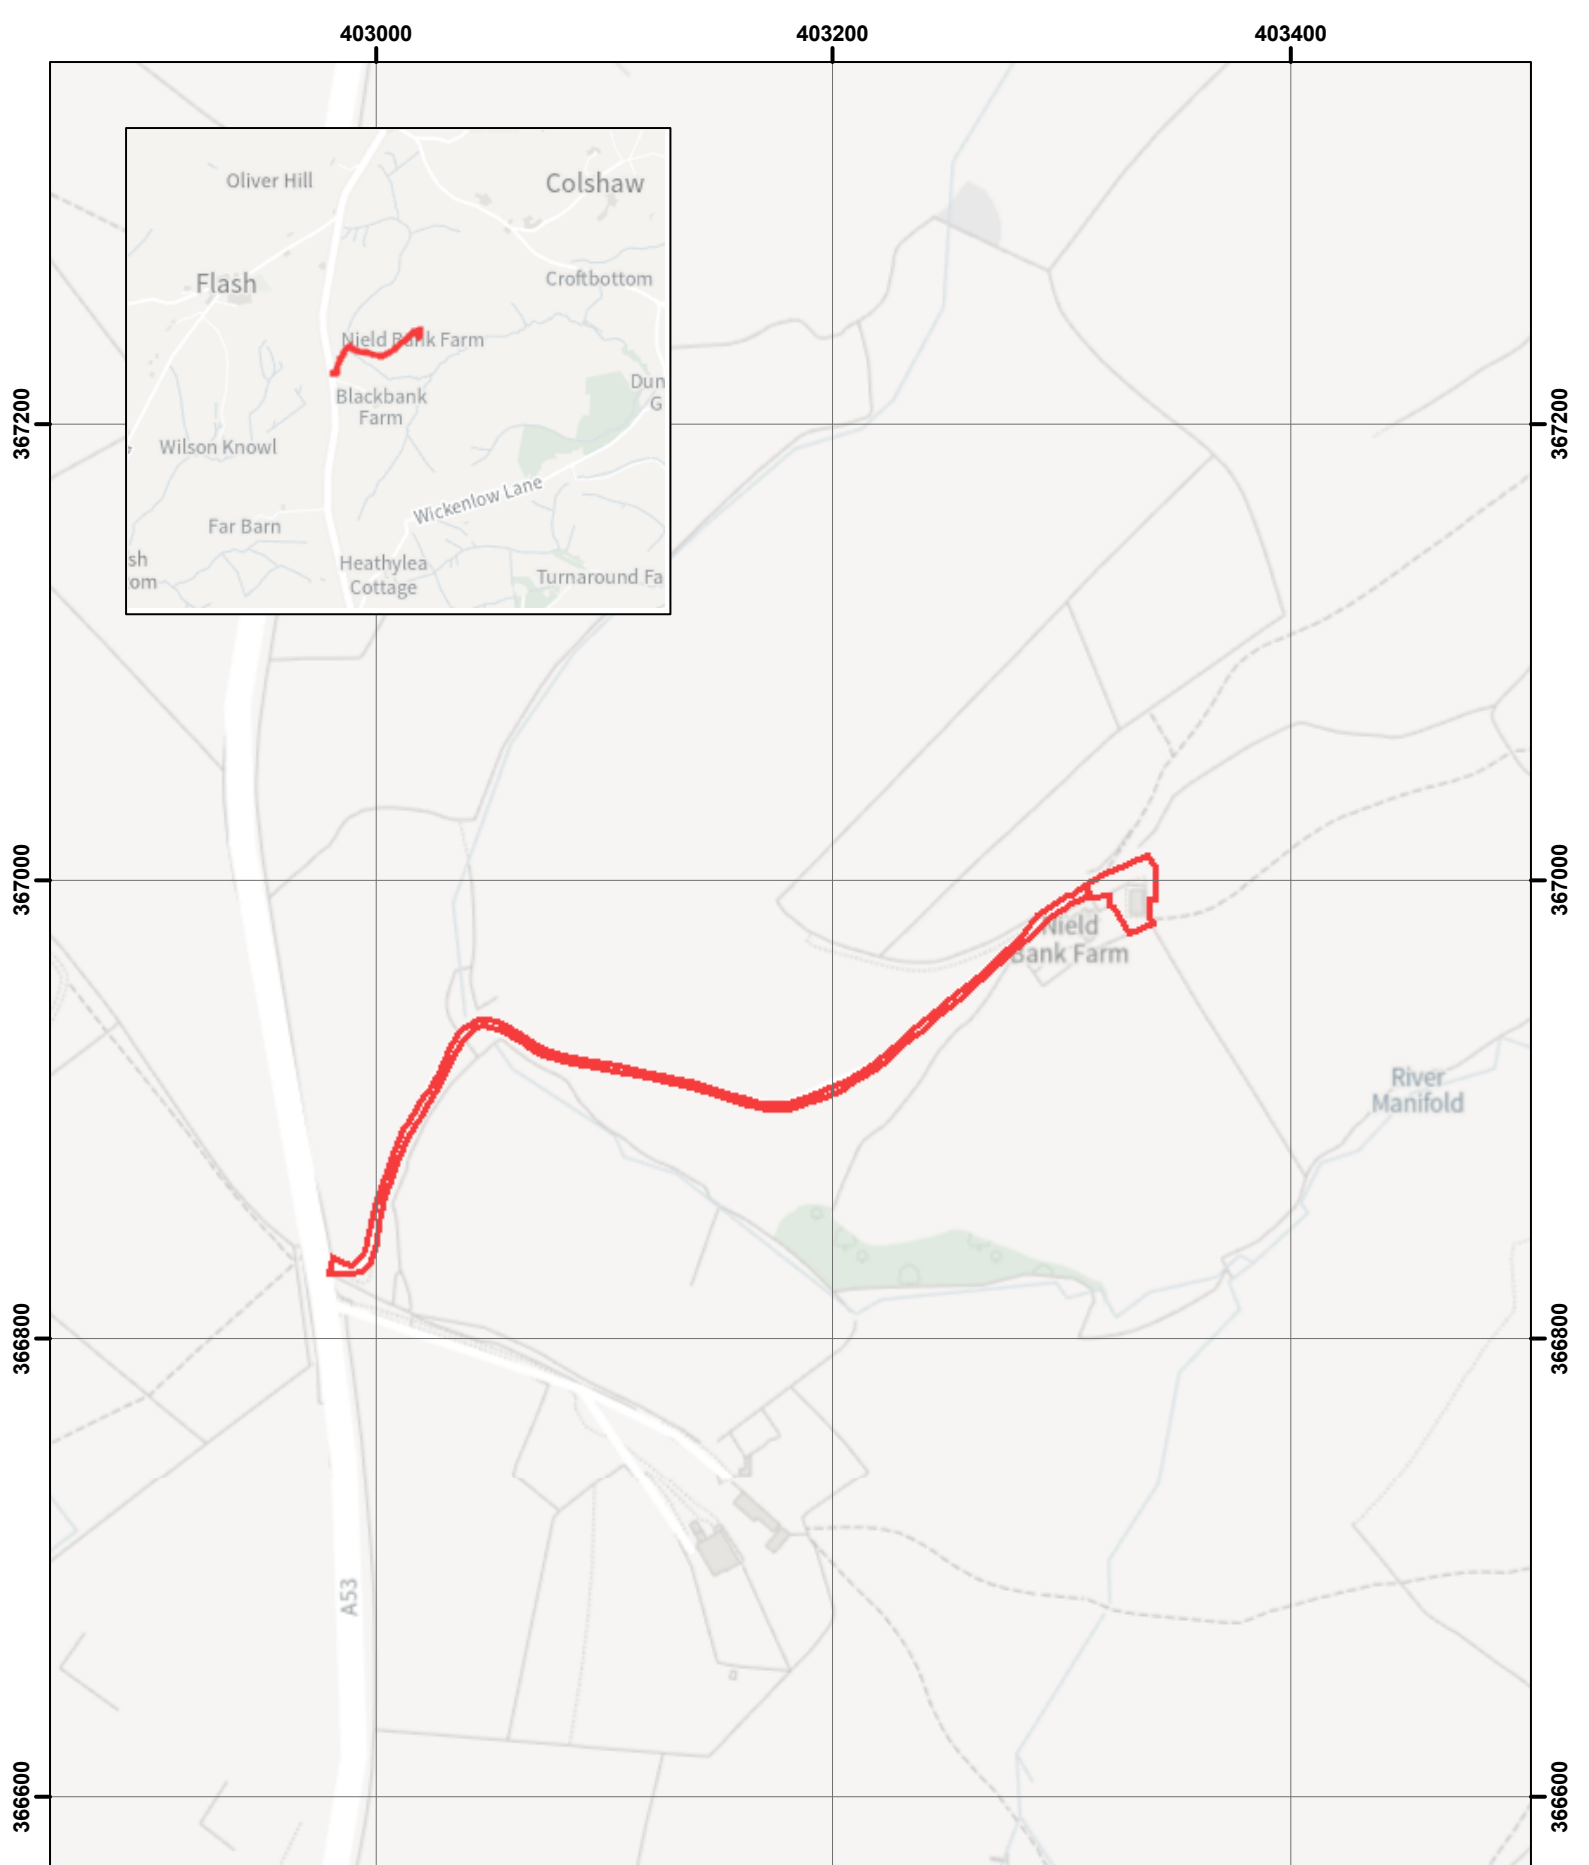 403000
403200
403400
Oliver Hill
Colshaw
Flash
Croftbottom
Nield Bank Farm
Dun
G
Blackbank
Farm
Wilson Knowl
Wickenlow Lane
Far Barn
sh
om
Heathylea
Cottage
Turnaround Fa
367200
367200
367000
367000
Nield
Bank Farm
River
Manifold
366800
366800
A53
366600
366600